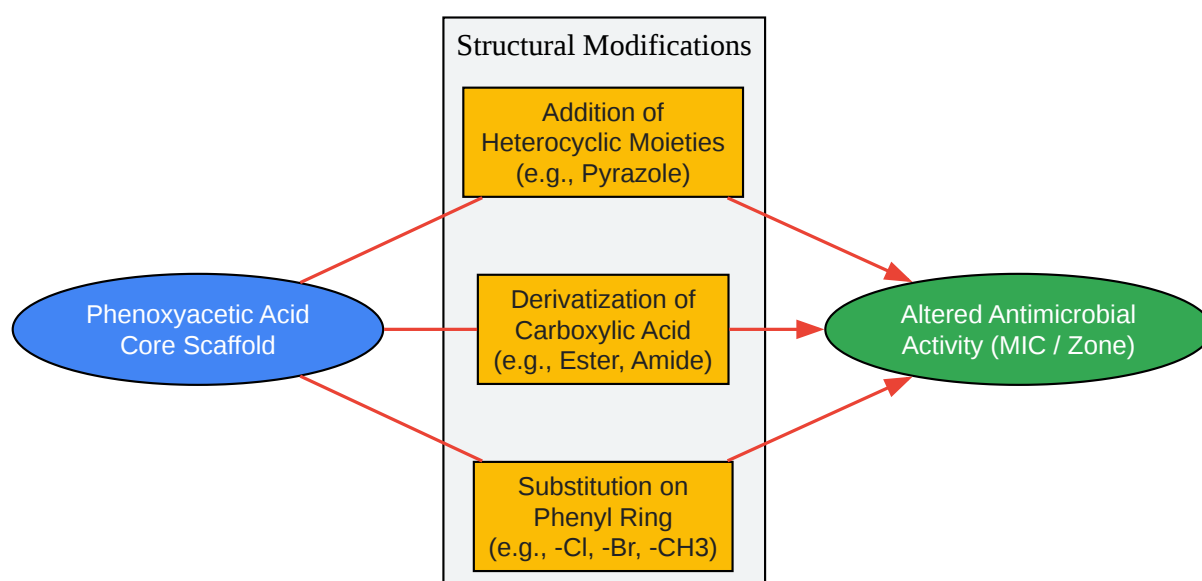 Structural Modifications
Addition of
Heterocyclic Moieties
(e.g., Pyrazole)
Phenoxyacetic Acid
Core Scaffold
Derivatization of
Carboxylic Acid
(e.g., Ester, Amide)
Altered Antimicrobial
Activity (MIC / Zone)
Substitution on
Phenyl Ring
(e.g., -Cl, -Br, -CH3)